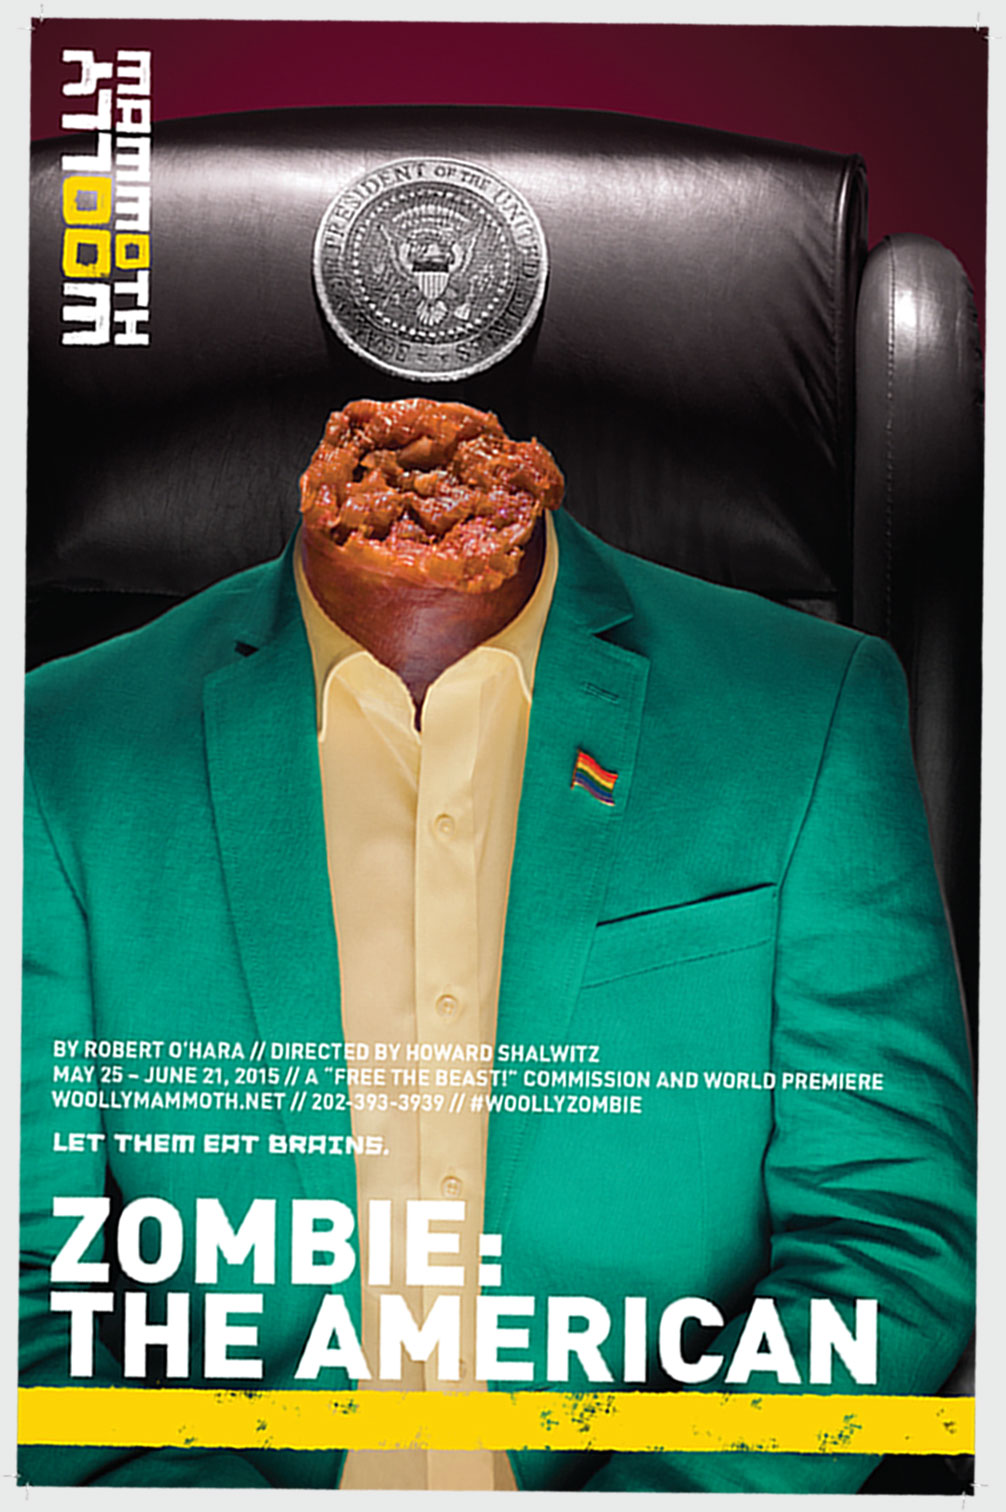 WOOLLY
MAMMOTH
PRESIDENT OF THE UNITED
BY ROBERT O'HARA // DIRECTED BY HOWARD SHALWITZ
MAY 25 – JUNE 21, 2015 // A "FREE THE BEAST!" COMMISSION AND WORLD PREMIERE
WOOLLYMAMMOTH.NET // 202-393-3939 // #WOOLLYZOMBIE
LET THEM EAT BRAINS.
ZOMBIE:
THE AMERICAN